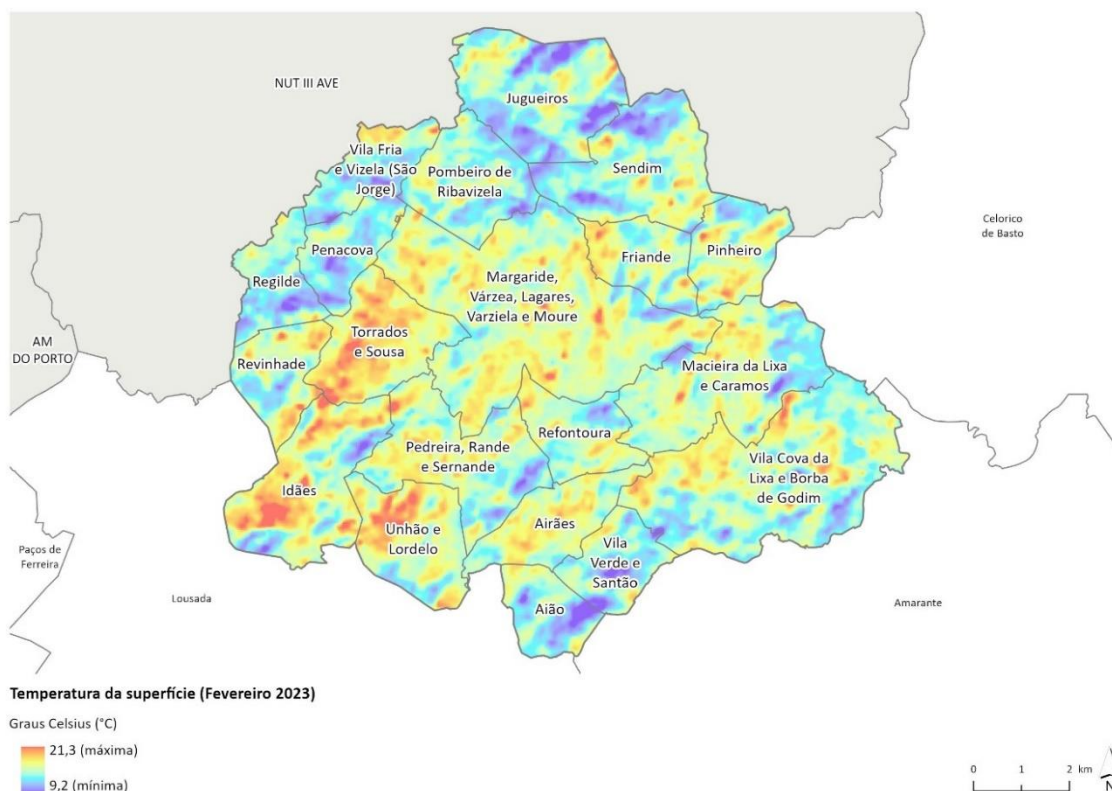 NUT III AVE
Jugueiros
Vila Fria
e Vizela (São
Jorge)
Pombeiro de
Ribavizela
Sendim
Celorico
de Basto
Penacova
Friande
Pinheiro
Regilde
Margaride,
Várzea, Lagares,
Varziela e Moure
AM
DO PORTO
Torrados
e Sousa
Revinhade
Macieira da Lixa
e Caramos
Refontoura
Pedreira, Rande
e Sernande
Vila Cova da
Lixa e Borba
de Godim
Idães
Unhão e
Lordelo
Airães
Vila
Verde e
Santão
Paços de
Ferreira
Lousada
Aião
Amarante
Temperatura da superfície (Fevereiro 2023)
Graus Celsius (°C)
21,3 (máxima)
9,2 (mínima)
0 1 2 km
N